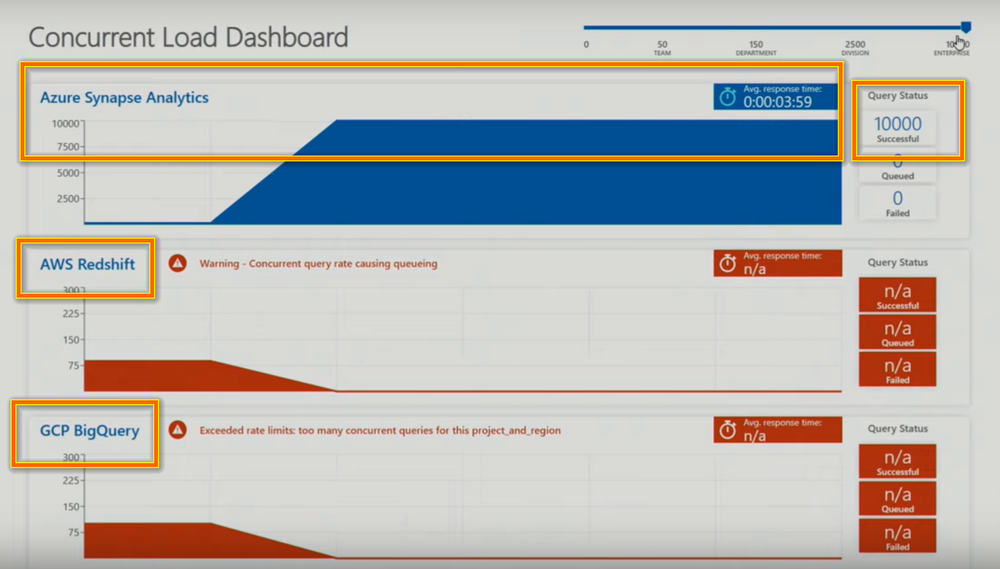 Concurrent Load Dashboard
0 50 150 2500
TEAM DEPARTMENT DIVISION ENTERPRISE
Azure Synapse Analytics
Avg. response time:
0:00:03:59
10000
7500
5000
2500
Query Status
10000
Successful
0
Queued
0
Failed
AWS Redshift
Warning - Concurrent query rate causing queueing
Avg. response time:
n/a
300
225
150
75
Query Status
n/a
Successful
n/a
Queued
n/a
Failed
GCP BigQuery
Exceeded rate limits: too many concurrent queries for this project_and_region
Avg. response time:
n/a
300
225
150
75
Query Status
n/a
Successful
n/a
Queued
n/a
Failed